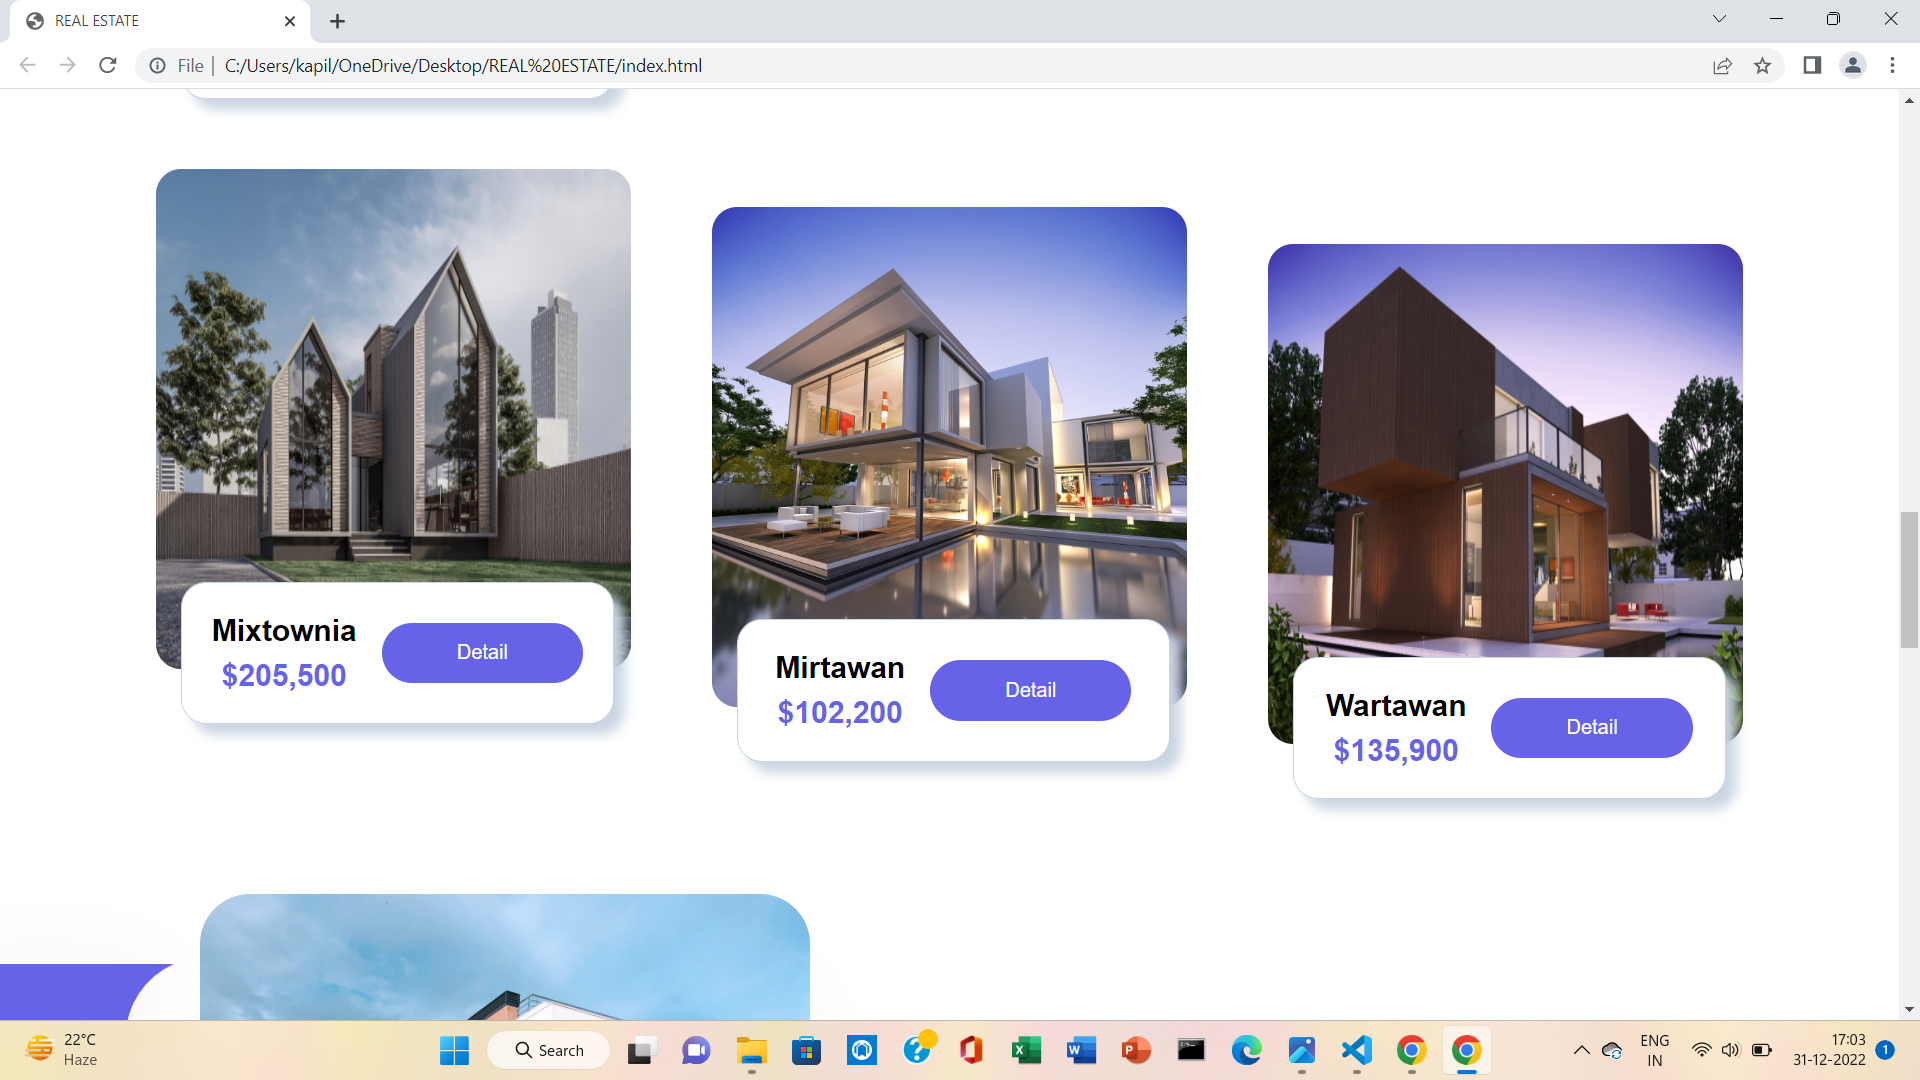 REAL ESTATE
File
C:/Users/kapil/OneDrive/Desktop/REAL%20ESTATE/index.html
Mixtownia
$205,500
Detail
Mirtawan
$102,200
Detail
Wartawan
$135,900
Detail
22°C
Haze
Search
ENG
IN
17:03
31-12-2022
1